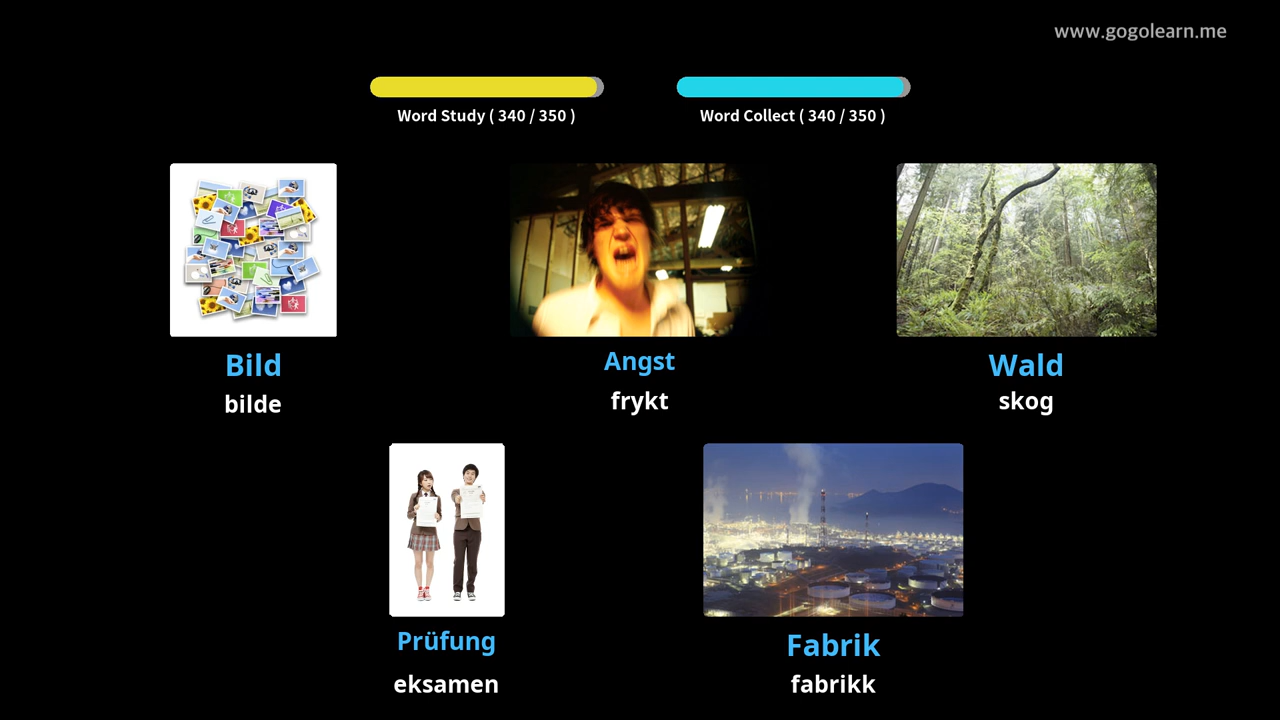 www.gogolearn.me
Word Study ( 340 / 350 )
Word Collect ( 340 / 350 )
Bild
bilde
Angst
frykt
Wald
skog
Prüfung
eksamen
Fabrik
fabrikk